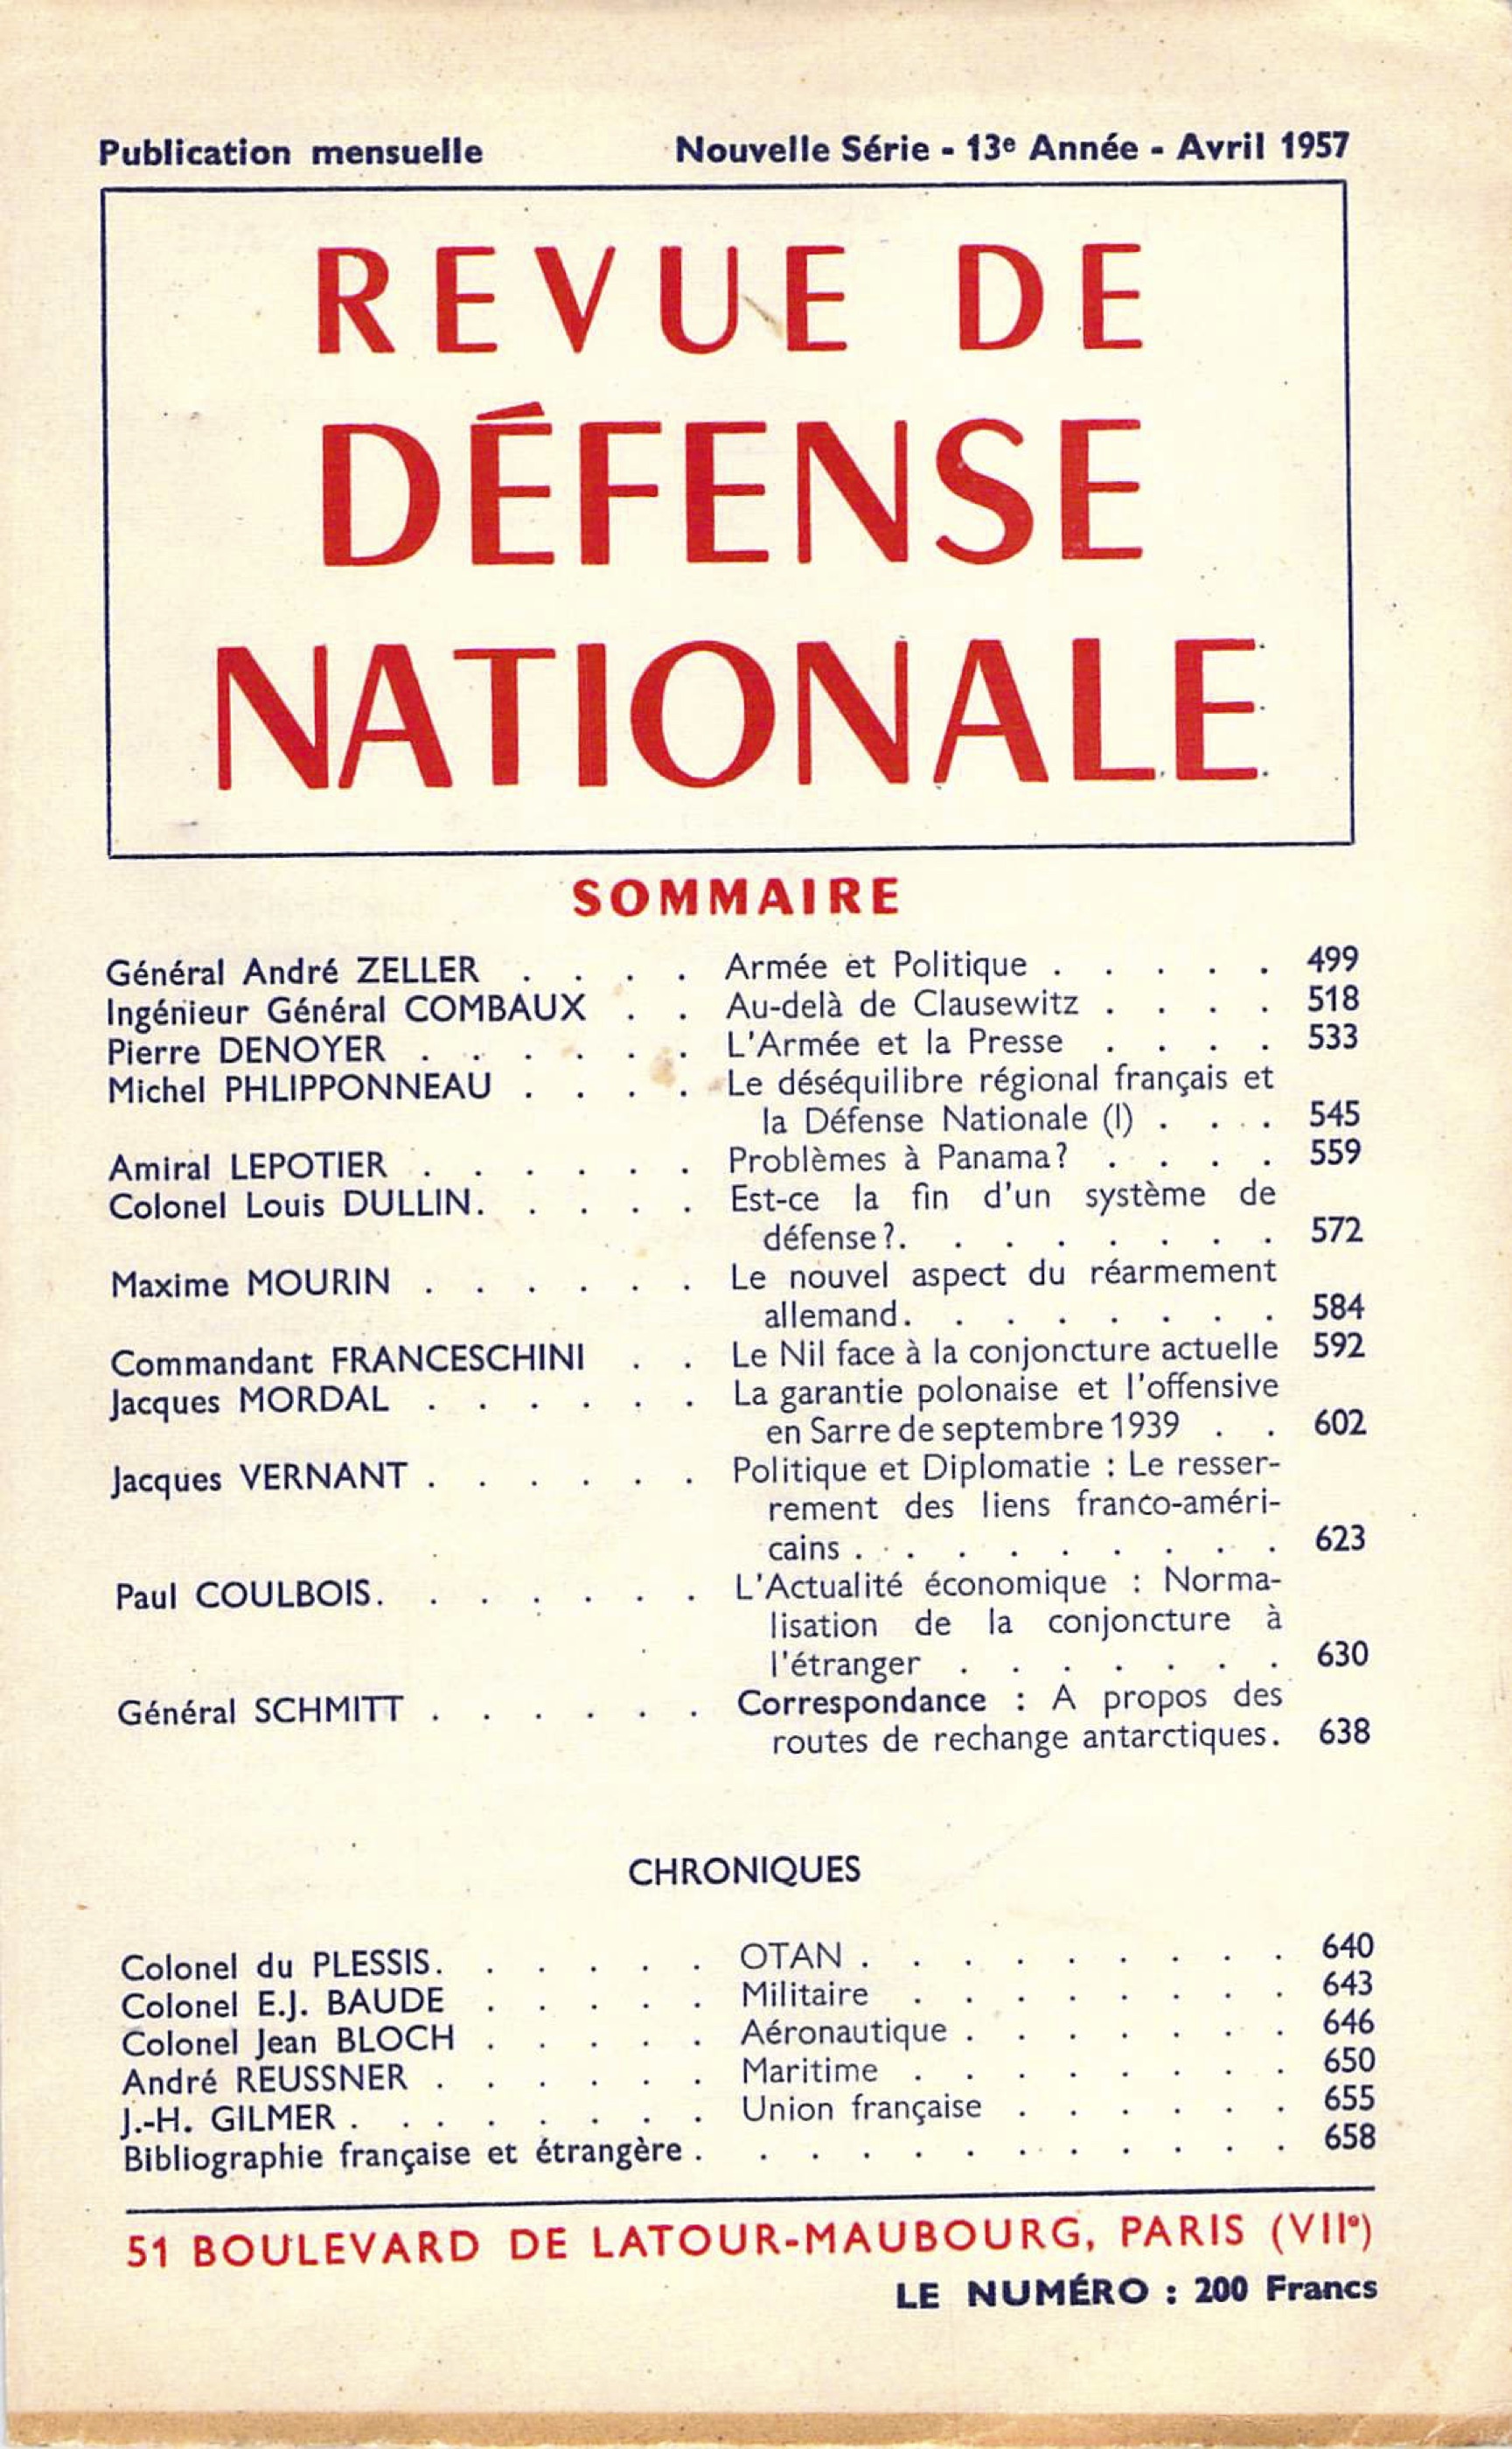 Publication mensuelle Nouvelle Série - 13e Année - Avril 1957
REVUE DE
DÉFENSE
NATIONALE
SOMMAIRE
Général André ZELLER . . . . Armée et Politique . . . . . 499
Ingénieur Général COMBAUX . . Au-delà de Clausewitz . . . . 518
Pierre DENOYER . . . . . . L'Armée et la Presse . . . . 533
Michel PHLIPPONNEAU . . . . Le déséquilibre régional français et
la Défense Nationale (I) . . . 545
Amiral LEPOTIER . . . . . . Problèmes à Panama? . . . . 559
Colonel Louis DULLIN. . . . . Est-ce la fin d'un système de
défense?. . . . . . . . 572
Maxime MOURIN . . . . . . Le nouvel aspect du réarmement
allemand. . . . . . . . 584
Commandant FRANCESCHINI . . Le Nil face à la conjoncture actuelle 592
Jacques MORDAL . . . . . . La garantie polonaise et l'offensive
en Sarre de septembre 1939 . . 602
Jacques VERNANT . . . . . . Politique et Diplomatie : Le resser-
rement des liens franco-améri-
cains . . . . . . . . . 623
Paul COULBOIS. . . . . . . L'Actualité économique : Norma-
lisation de la conjoncture à
l'étranger . . . . . . . 630
Général SCHMITT . . . . . . Correspondance : A propos des
routes de rechange antarctiques. 638
CHRONIQUES
Colonel du PLESSIS. . . . . . OTAN . . . . . . . . . 640
Colonel E.J. BAUDE . . . . . Militaire . . . . . . . . 643
Colonel Jean BLOCH . . . . . Aéronautique . . . . . . . 646
André REUSSNER . . . . . . Maritime . . . . . . . . 650
J.-H. GILMER . . . . . . . . Union française . . . . . . 655
Bibliographie française et étrangère . . . . . . . . . . . . 658
51 BOULEVARD DE LATOUR-MAUBOURG, PARIS (VIIe)
LE NUMÉRO : 200 Francs